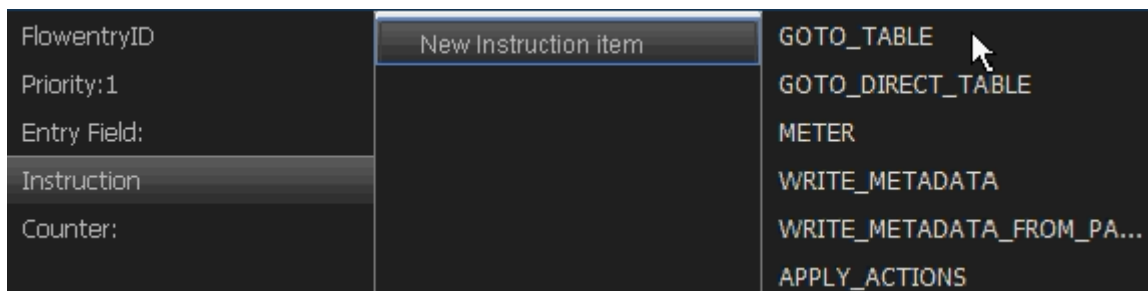 FlowentryID
Priority:1
Entry Field:
Instruction
Counter:
New Instruction item
GOTO_TABLE
GOTO_DIRECT_TABLE
METER
WRITE_METADATA
WRITE_METADATA_FROM_PA...
APPLY_ACTIONS